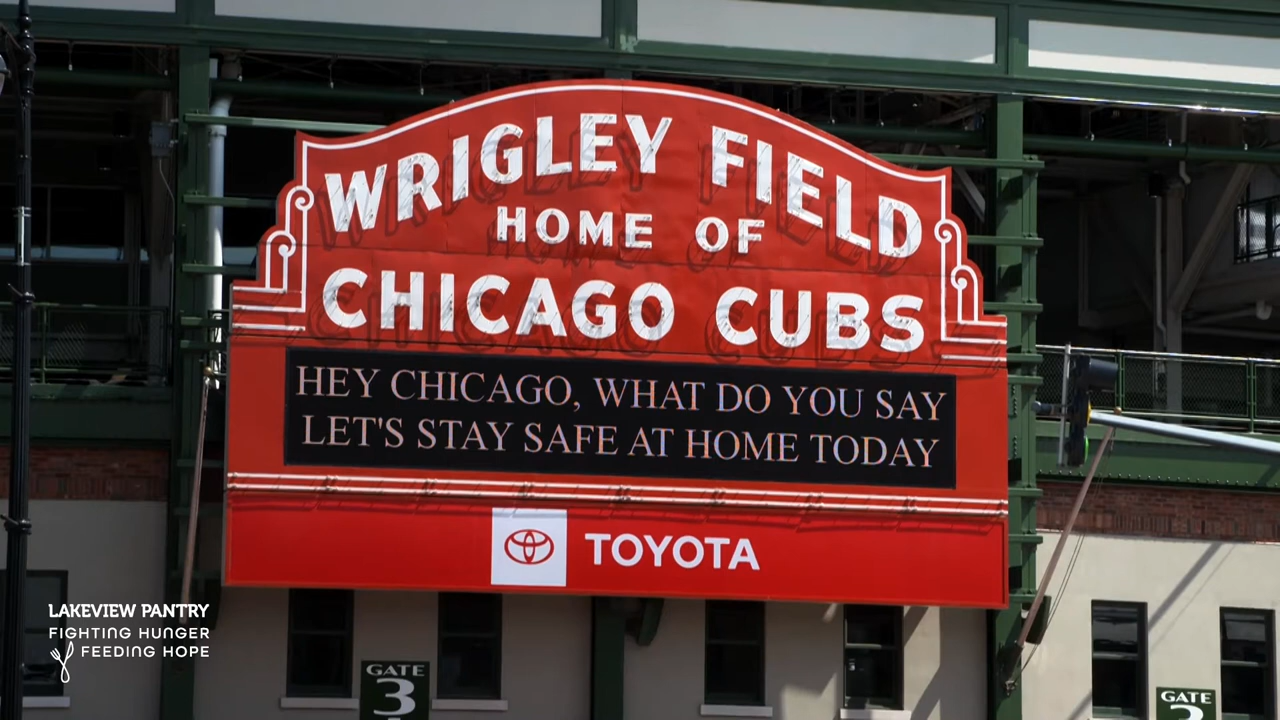 WRIGLEY FIELD
HOME OF
CHICAGO CUBS
HEY CHICAGO, WHAT DO YOU SAY
LET'S STAY SAFE AT HOME TODAY
TOYOTA
LAKEVIEW PANTRY
FIGHTING HUNGER
FEEDING HOPE
GATE
3
GATE